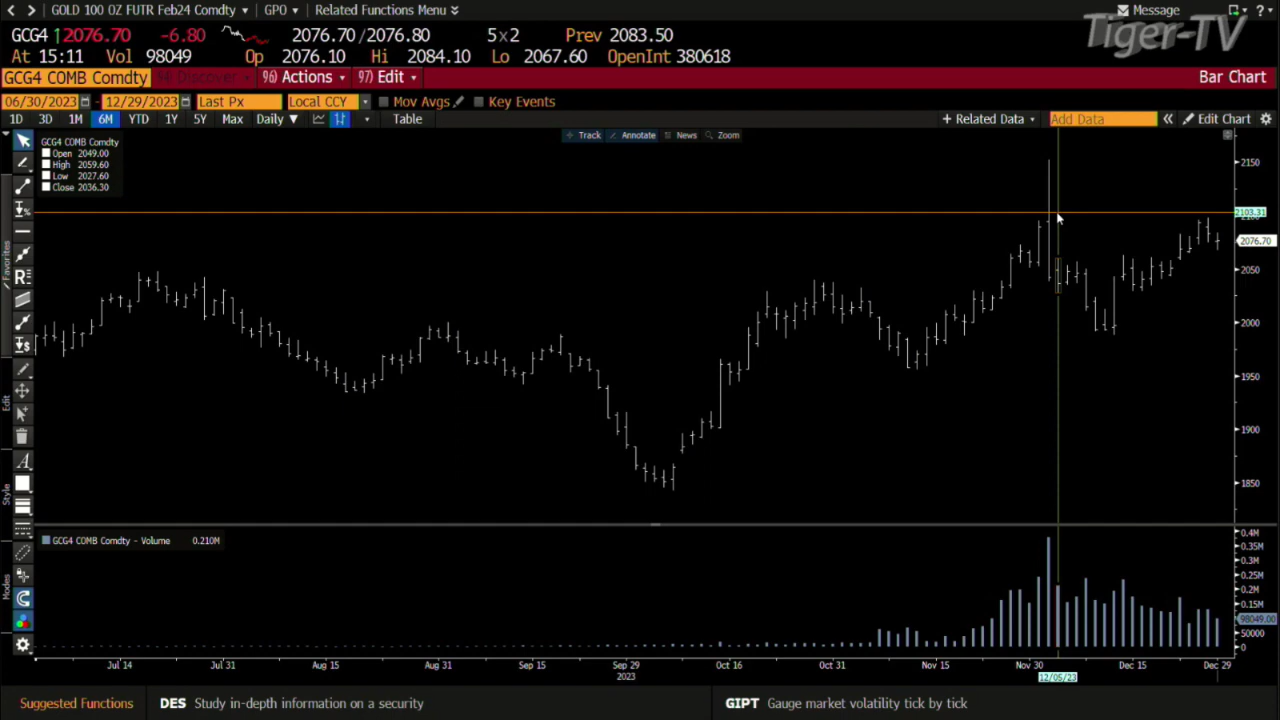 GOLD 100 OZ FUTR Feb24 Comdty GPO Related Functions Menu Message
Tiger-TV
GCG4 ↑2076.70 -6.80 2076.70/2076.80 5x2 Prev 2083.50
At 15:11 Vol 98049 Op 2076.10 Hi 2084.10 Lo 2067.60 OpenInt 380618
GCG4 COMB Comdty 94) Discover 96) Actions 97) Edit Bar Chart
06/30/2023 - 12/29/2023 Last Px Local CCY Mov Avgs Key Events
1D 3D 1M 6M YTD 1Y 5Y Max Daily ▼ Table + Related Data Add Data « Edit Chart
Track Annotate News Zoom
GCG4 COMB Comdty
Open 2049.00
High 2059.60
Low 2027.60
Close 2036.30
2150
2103.31
2100
2076.70
2050
2000
1950
1900
1850
Favorites
Edit
Style
Modes
GCG4 COMB Comdty - Volume 0.210M
0.4M
0.35M
0.3M
0.25M
0.2M
0.15M
98049.00
50000
0
Jul 14 Jul 31 Aug 15 Aug 31 Sep 15 Sep 29 Oct 16 Oct 31 Nov 15 Nov 30 Dec 15 Dec 29
2023 12/05/23
Suggested Functions DES Study in-depth information on a security GIPT Gauge market volatility tick by tick